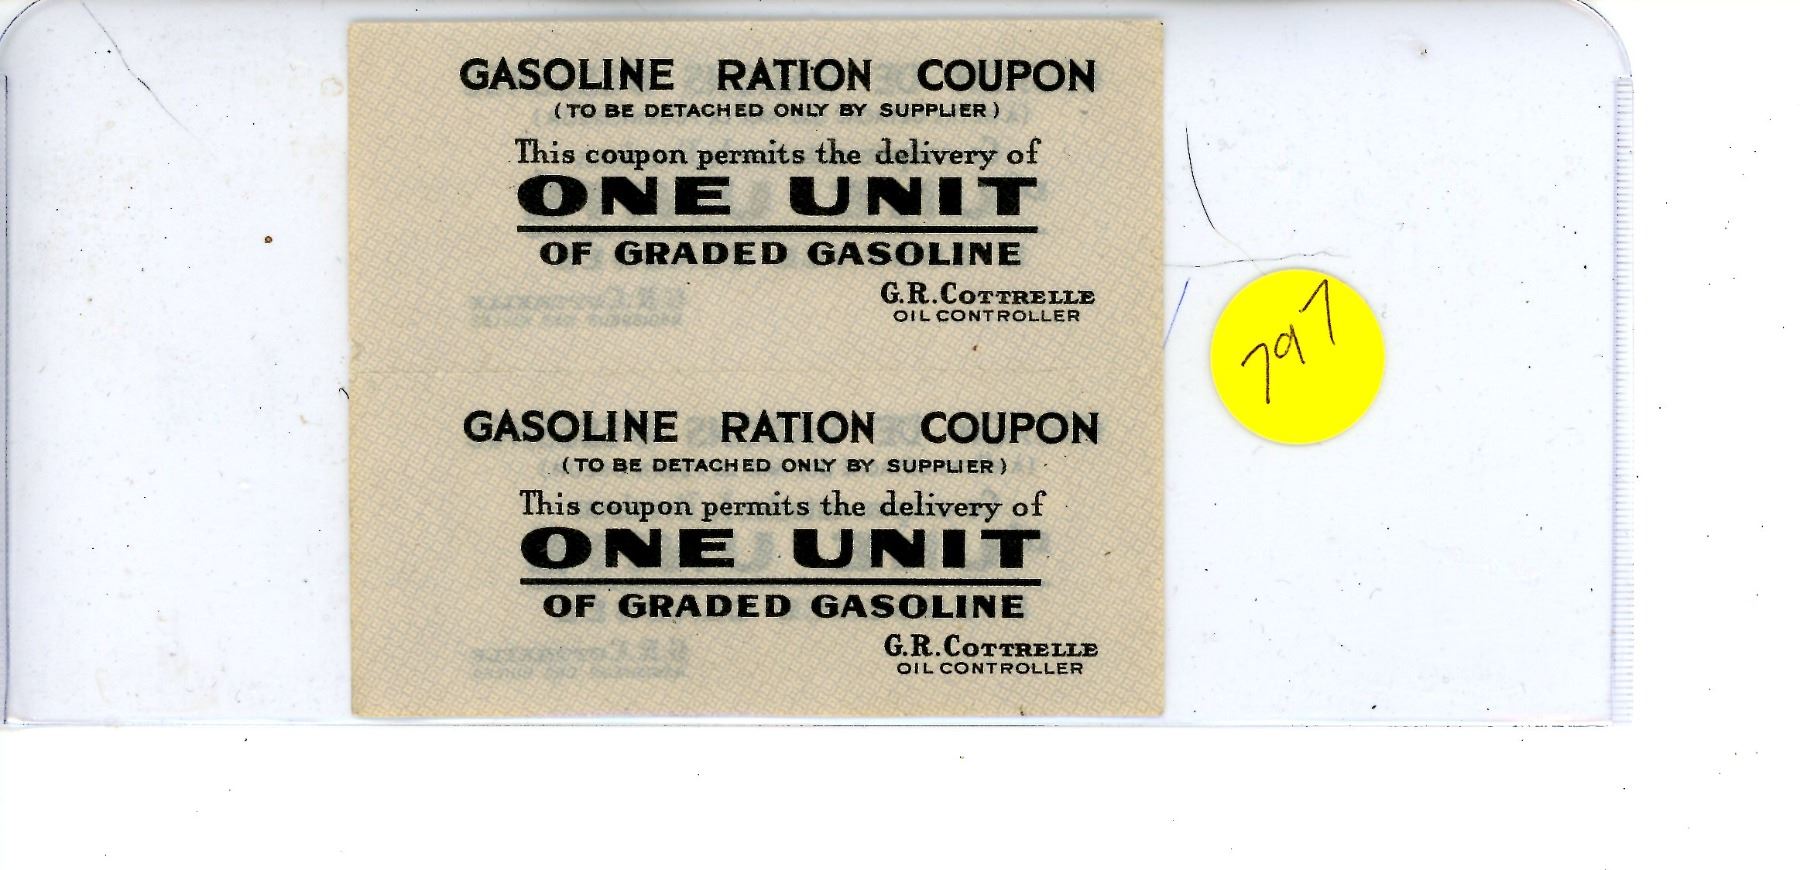 GASOLINE RATION COUPON
(TO BE DETACHED ONLY BY SUPPLIER)
This coupon permits the delivery of
ONE UNIT
OF GRADED GASOLINE
G.R. COTTRELLE
OIL CONTROLLER
797
GASOLINE RATION COUPON
(TO BE DETACHED ONLY BY SUPPLIER)
This coupon permits the delivery of
ONE UNIT
OF GRADED GASOLINE
G.R. COTTRELLE
OIL CONTROLLER